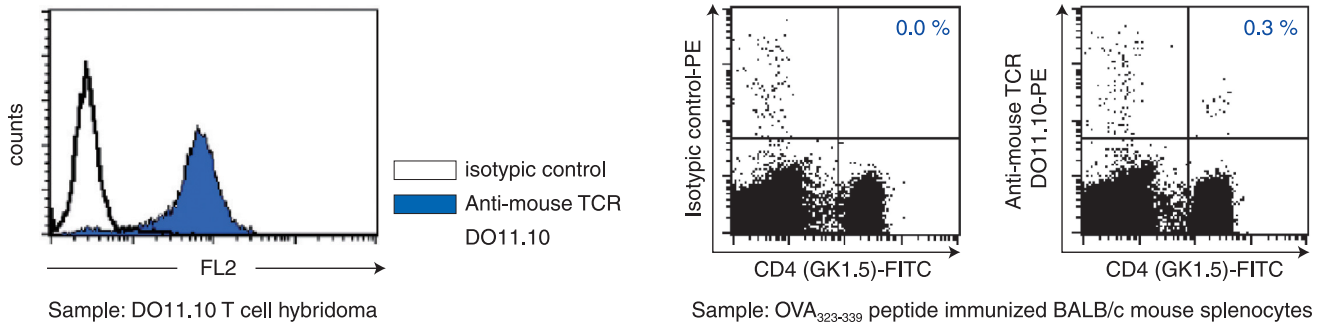 counts
FL2
isotypic control
Anti-mouse TCR
DO11.10
Sample: DO11.10 T cell hybridoma
Isotypic control-PE
0.0 %
CD4 (GK1.5)-FITC
Anti-mouse TCR
DO11.10-PE
0.3 %
CD4 (GK1.5)-FITC
Sample: OVA323-339 peptide immunized BALB/c mouse splenocytes